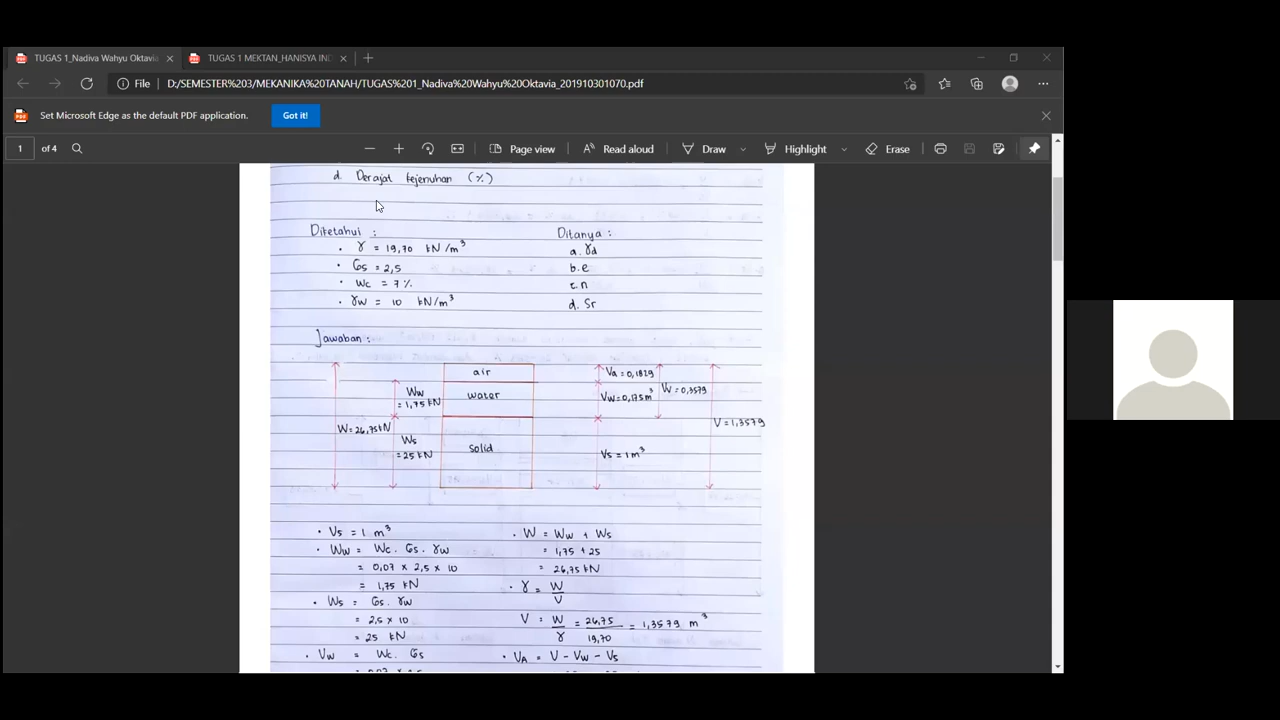 TUGAS 1_Nadiva Wahyu Oktavia
TUGAS 1 MEKTAN_HANISYA IND
File
D:/SEMESTER%203/MEKANIKA%20TANAH/TUGAS%201_Nadiva%20Wahyu%20Oktavia_201910301070.pdf
Set Microsoft Edge as the default PDF application.
Got it!
1 of 4
Page view
Read aloud
Draw
Highlight
Erase
d. Derajat kejenuhan (%)
Diketahui :
Ditanya :
• γ = 19,70 kN/m³
a. γd
• Gs = 2,5
b. e
• Wc = 7 %
c. n
• γw = 10 kN/m³
d. Sr
Jawaban :
air
water
solid
W = 26,75 kN
Ww
= 1,75 kN
Ws
= 25 kN
Va = 0,1829
Vw = 0,175 m³
Vs = 1 m³
Vv = 0,3579
V = 1,3579
• Vs = 1 m³
• Ww = Wc . Gs . γw
= 0,07 x 2,5 x 10
= 1,75 kN
• Ws = Gs . γw
= 2,5 x 10
= 25 kN
• Vw = Wc . Gs
• W = Ww + Ws
= 1,75 + 25
= 26,75 kN
• γ = W
V
V = W = 26,75 = 1,3579 m³
γ 19,70
• VA = V - Vw - Vs